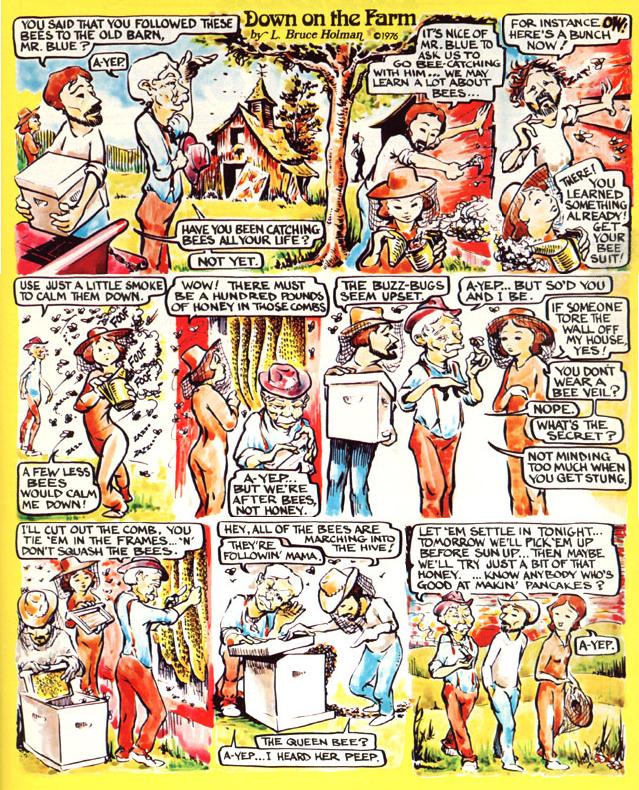 YOU SAID THAT YOU FOLLOWED THESE
BEES TO THE OLD BARN,
MR. BLUE?
A-YEP.
Down on the Farm
by L. Bruce Holman ©1976
HAVE YOU BEEN CATCHING
BEES ALL YOUR LIFE?
NOT YET.
IT'S NICE OF
MR. BLUE TO
ASK US TO
GO BEE-CATCHING
WITH HIM... WE MAY
LEARN A LOT ABOUT
BEES...
FOR INSTANCE OW!
HERE'S A BUNCH
NOW!
THERE!
YOU
LEARNED
SOMETHING
ALREADY!
GET
YOUR
BEE
SUIT!
USE JUST A LITTLE SMOKE
TO CALM THEM DOWN.
FOOF
FOOF
FOOF
A FEW LESS
BEES
WOULD CALM
ME DOWN!
WOW! THERE MUST
BE A HUNDRED POUNDS
OF HONEY IN THOSE COMBS
A-YEP...
BUT WE'RE
AFTER BEES,
NOT HONEY.
THE BUZZ-BUGS
SEEM UPSET.
A-YEP... BUT SO'D YOU
AND I BE.
IF SOMEONE
TORE THE
WALL OFF
MY HOUSE,
YES!
YOU DON'T
WEAR A
BEE VEIL?
NOPE.
WHAT'S THE
SECRET?
NOT MINDING
TOO MUCH WHEN
YOU GET STUNG.
I'LL CUT OUT THE COMB, YOU
TIE 'EM IN THE FRAMES...'N'
DON'T SQUASH THE BEES.
HEY, ALL OF THE BEES ARE
MARCHING INTO
THE HIVE!
THEY'RE
FOLLOWIN' MAMA.
THE QUEEN BEE?
A-YEP...I HEARD HER PEEP.
LET 'EM SETTLE IN TONIGHT...
TOMORROW WE'LL PICK 'EM UP
BEFORE SUN UP... THEN MAYBE
WE'LL TRY JUST A BIT OF THAT
HONEY. ...KNOW ANYBODY WHO'S
GOOD AT MAKIN' PANCAKES?
A-YEP.